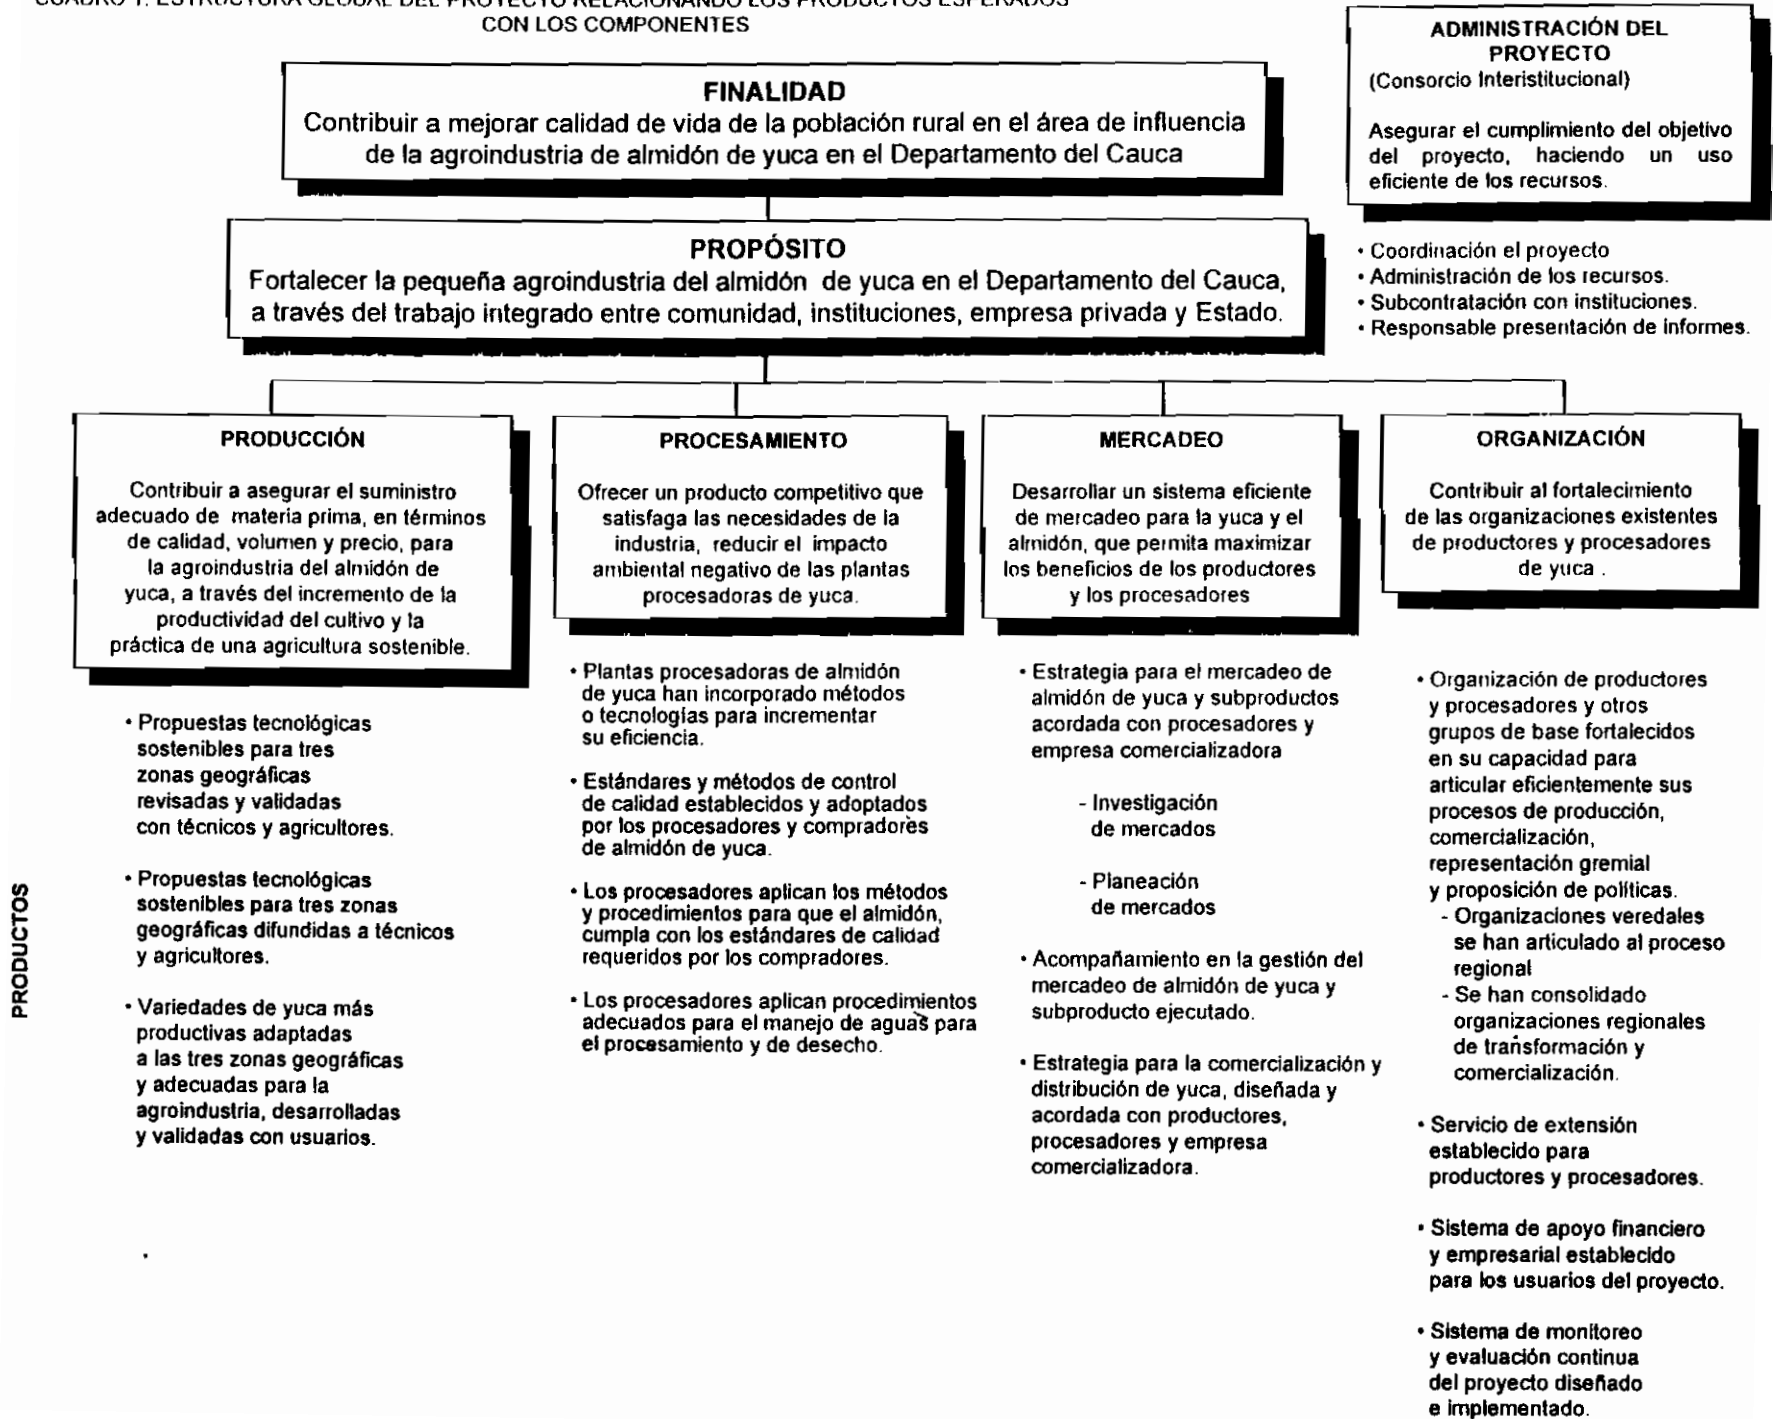 CUADRO 1. ESTRUCTURA GLOBAL DEL PROYECTO RELACIONANDO LOS PRODUCTOS ESPERADOS
CON LOS COMPONENTES
ADMINISTRACIÓN DEL
PROYECTO
(Consorcio Interistitucional)
Asegurar el cumplimiento del objetivo
del proyecto, haciendo un uso
eficiente de los recursos.
• Coordinación el proyecto
• Administración de los recursos.
• Subcontratación con instituciones.
• Responsable presentación de informes.
FINALIDAD
Contribuir a mejorar calidad de vida de la población rural en el área de influencia
de la agroindustria de almidón de yuca en el Departamento del Cauca
PROPÓSITO
Fortalecer la pequeña agroindustria del almidón de yuca en el Departamento del Cauca,
a través del trabajo integrado entre comunidad, instituciones, empresa privada y Estado.
PRODUCCIÓN
Contribuir a asegurar el suministro
adecuado de materia prima, en términos
de calidad, volumen y precio, para
la agroindustria del almidón de
yuca, a través del incremento de la
productividad del cultivo y la
práctica de una agricultura sostenible.
PROCESAMIENTO
Ofrecer un producto competitivo que
satisfaga las necesidades de la
industria, reducir el impacto
ambiental negativo de las plantas
procesadoras de yuca.
MERCADEO
Desarrollar un sistema eficiente
de mercadeo para la yuca y el
almidón, que permita maximizar
los beneficios de los productores
y los procesadores
ORGANIZACIÓN
Contribuir al fortalecimiento
de las organizaciones existentes
de productores y procesadores
de yuca .
PRODUCTOS
• Propuestas tecnológicas
sostenibles para tres
zonas geográficas
revisadas y validadas
con técnicos y agricultores.
• Propuestas tecnológicas
sostenibles para tres zonas
geográficas difundidas a técnicos
y agricultores.
• Variedades de yuca más
productivas adaptadas
a las tres zonas geográficas
y adecuadas para la
agroindustria, desarrolladas
y validadas con usuarios.
• Plantas procesadoras de almidón
de yuca han incorporado métodos
o tecnologías para incrementar
su eficiencia.
• Estándares y métodos de control
de calidad establecidos y adoptados
por los procesadores y compradores
de almidón de yuca.
• Los procesadores aplican los métodos
y procedimientos para que el almidón,
cumpla con los estándares de calidad
requeridos por los compradores.
• Los procesadores aplican procedimientos
adecuados para el manejo de aguas para
el procesamiento y de desecho.
• Estrategia para el mercadeo de
almidón de yuca y subproductos
acordada con procesadores y
empresa comercializadora
- Investigación
de mercados
- Planeación
de mercados
• Acompañamiento en la gestión del
mercadeo de almidón de yuca y
subproducto ejecutado.
• Estrategia para la comercialización y
distribución de yuca, diseñada y
acordada con productores,
procesadores y empresa
comercializadora.
• Organización de productores
y procesadores y otros
grupos de base fortalecidos
en su capacidad para
articular eficientemente sus
procesos de producción,
comercialización,
representación gremial
y proposición de políticas.
- Organizaciones veredales
se han articulado al proceso
regional
- Se han consolidado
organizaciones regionales
de transformación y
comercialización.
• Servicio de extensión
establecido para
productores y procesadores.
• Sistema de apoyo financiero
y empresarial establecido
para los usuarios del proyecto.
• Sistema de monitoreo
y evaluación continua
del proyecto diseñado
e implementado.